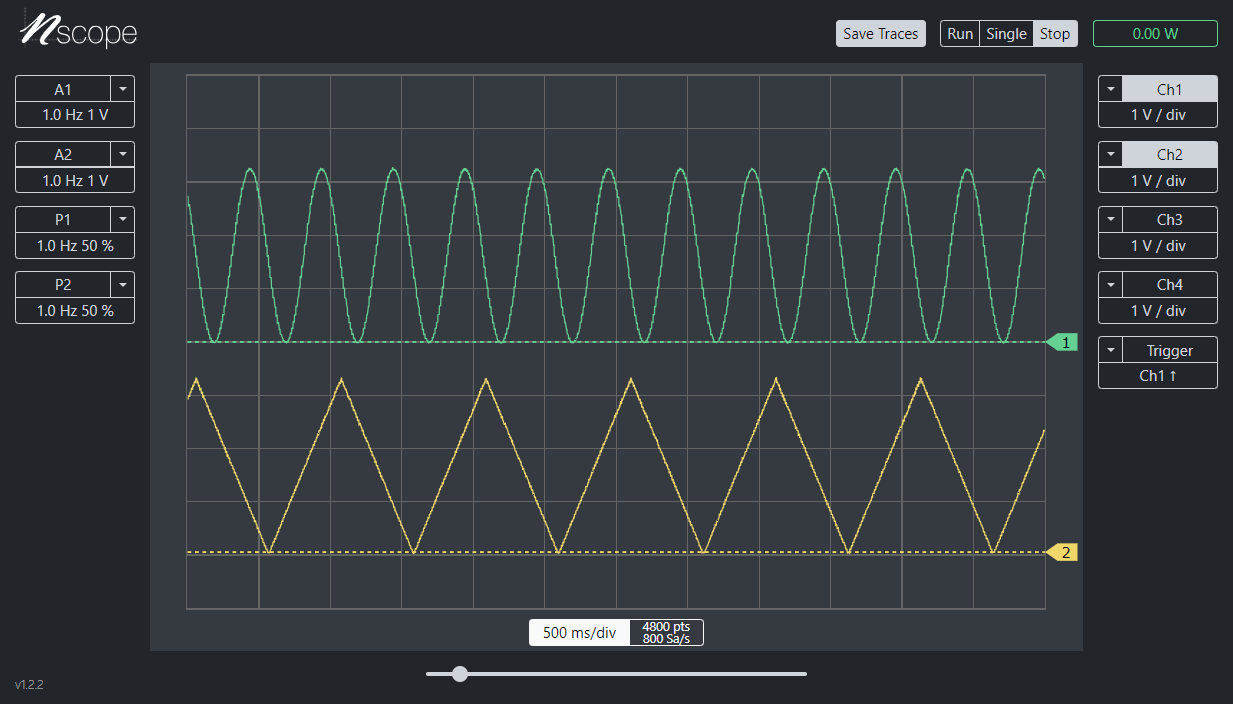 nscope
Save Traces
Run Single Stop
0.00 W
A1
1.0 Hz 1 V
A2
1.0 Hz 1 V
P1
1.0 Hz 50 %
P2
1.0 Hz 50 %
1
2
Ch1
1 V / div
Ch2
1 V / div
Ch3
1 V / div
Ch4
1 V / div
Trigger
Ch1 ↑
500 ms/div
4800 pts
800 Sa/s
v1.2.2